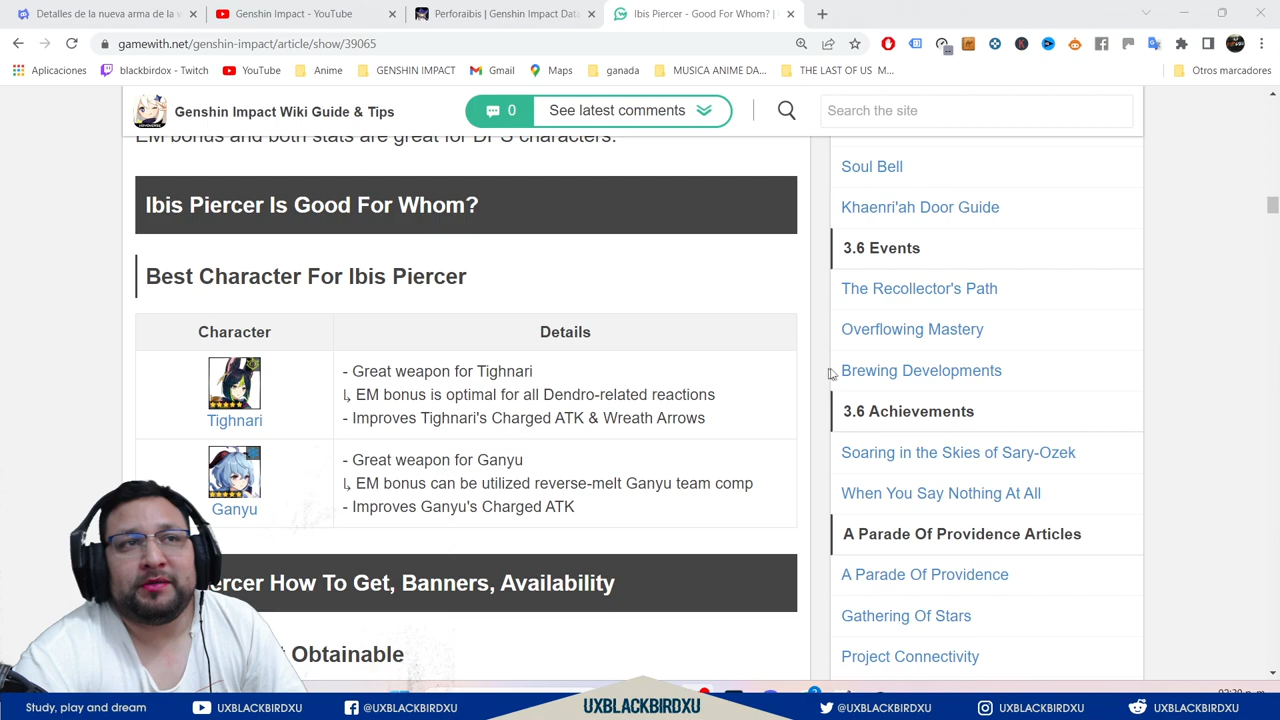 Detalles de la nueva arma de la v
Genshin Impact - YouTube
Perforaibis | Genshin Impact Data
Ibis Piercer - Good For Whom? |
gamewith.net/genshin-impact/article/show/39065
Aplicaciones
blackbirdox - Twitch
YouTube
Anime
GENSHIN IMPACT
Gmail
Maps
ganada
MUSICA ANIME DA...
THE LAST OF US M...
Otros marcadores
Genshin Impact Wiki Guide & Tips
0
See latest comments
Search the site
EM bonus and both stats are great for DPS characters.
Ibis Piercer Is Good For Whom?
Best Character For Ibis Piercer
Character
Details
Tighnari
- Great weapon for Tighnari
↳ EM bonus is optimal for all Dendro-related reactions
- Improves Tighnari's Charged ATK & Wreath Arrows
Ganyu
- Great weapon for Ganyu
↳ EM bonus can be utilized reverse-melt Ganyu team comp
- Improves Ganyu's Charged ATK
ercer How To Get, Banners, Availability
t Obtainable
Soul Bell
Khaenri'ah Door Guide
3.6 Events
The Recollector's Path
Overflowing Mastery
Brewing Developments
3.6 Achievements
Soaring in the Skies of Sary-Ozek
When You Say Nothing At All
A Parade Of Providence Articles
A Parade Of Providence
Gathering Of Stars
Project Connectivity
Study, play and dream
UXBLACKBIRDXU
@UXBLACKBIRDXU
UXBLACKBIRDXU
@UXBLACKBIRDXU
UXBLACKBIRDXU
UXBLACKBIRDXU